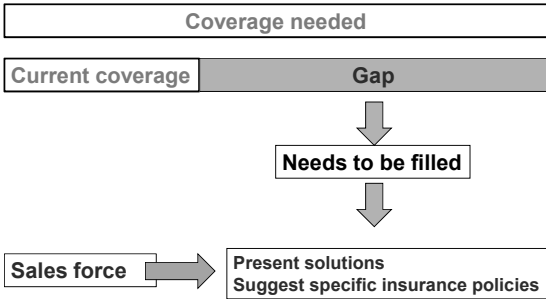 Coverage needed
Current coverage
Gap
Needs to be filled
Sales force
Present solutions
Suggest specific insurance policies